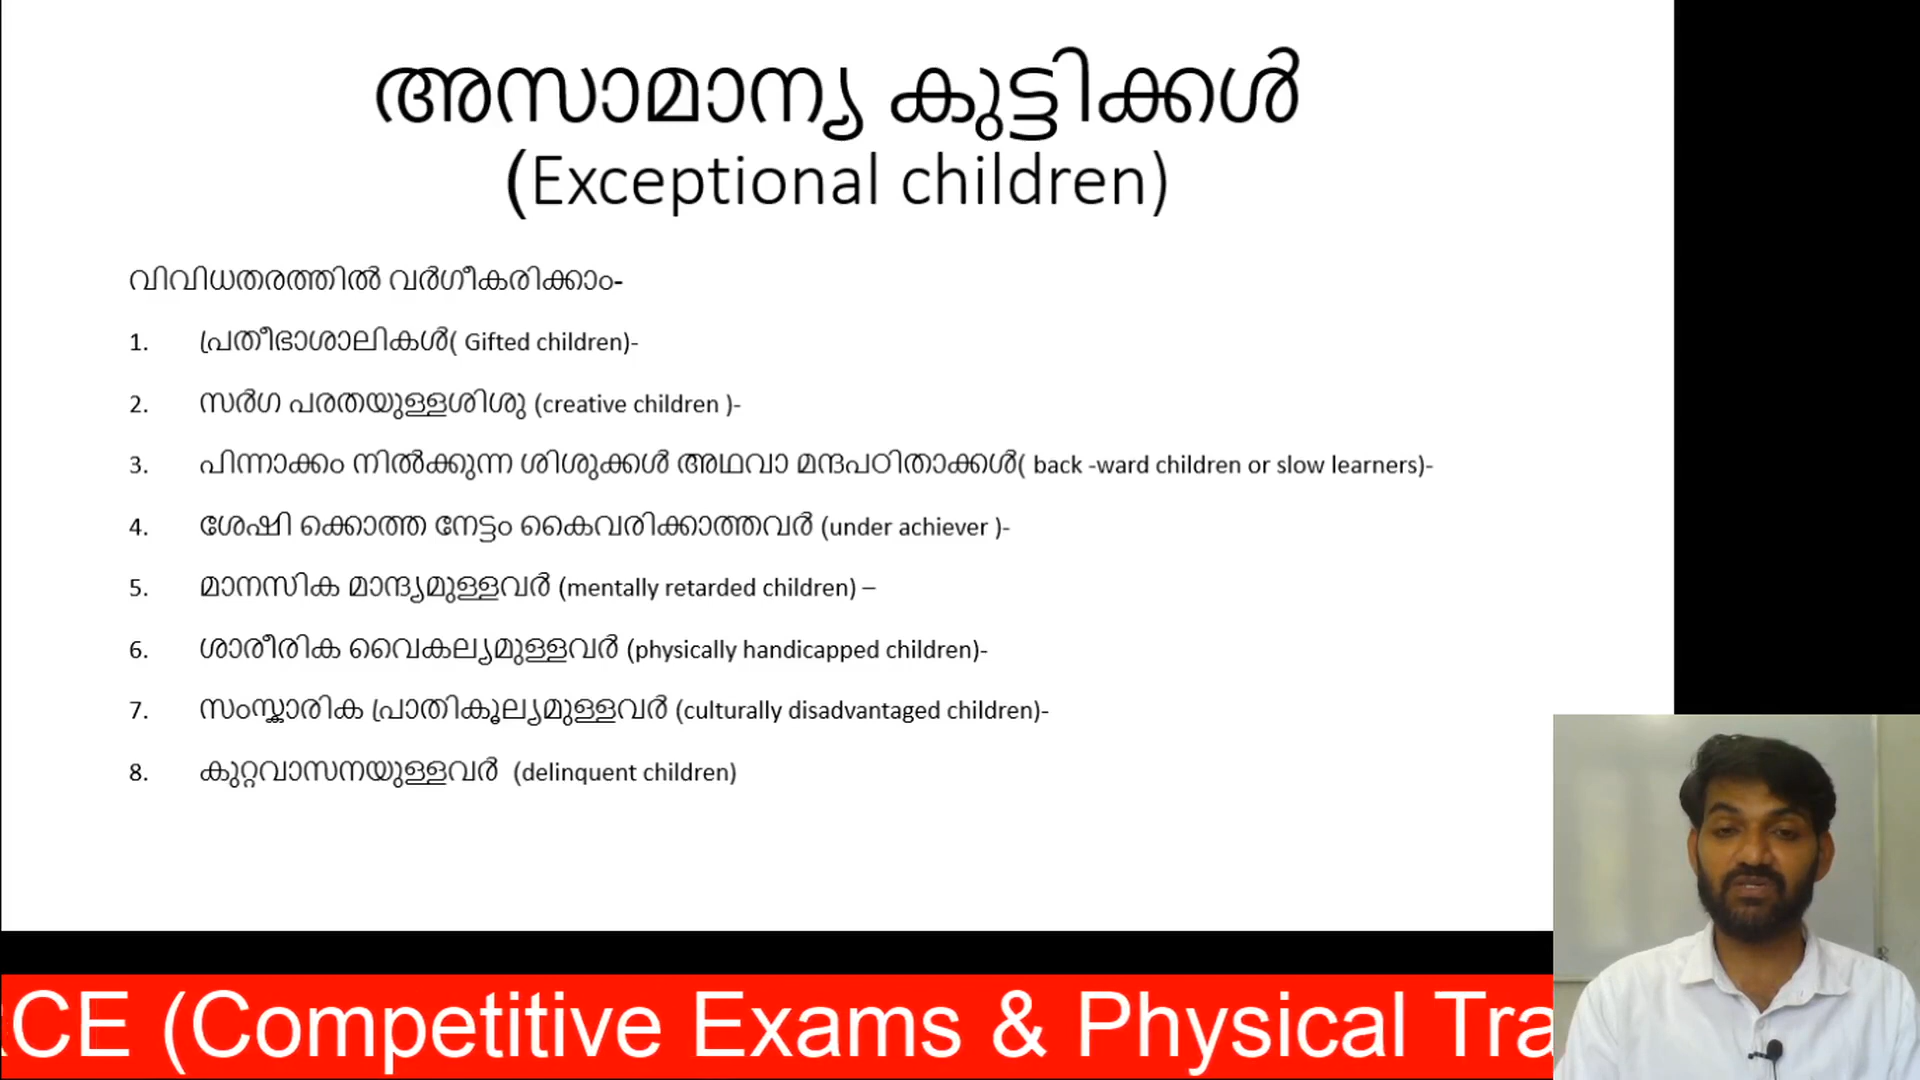 അസാമാന്യ കുട്ടിക്കൾ
(Exceptional children)
വിവിധതരത്തിൽ വർഗീകരിക്കാം-
1. പ്രതീഭാശാലികൾ( Gifted children)-
2. സർഗ പരതയുള്ളശിശു (creative children )-
3. പിന്നാക്കം നിൽക്കുന്ന ശിശുക്കൾ അഥവാ മന്ദപഠിതാക്കൾ( back -ward children or slow learners)-
4. ശേഷി ക്കൊത്ത നേട്ടം കൈവരിക്കാത്തവർ (under achiever )-
5. മാനസിക മാന്ദ്യമുള്ളവർ (mentally retarded children) –
6. ശാരീരിക വൈകല്യമുള്ളവർ (physically handicapped children)-
7. സംസ്കാരിക പ്രാതികൂല്യമുള്ളവർ (culturally disadvantaged children)-
8. കുറ്റവാസനയുള്ളവർ (delinquent children)
CE (Competitive Exams & Physical Tra